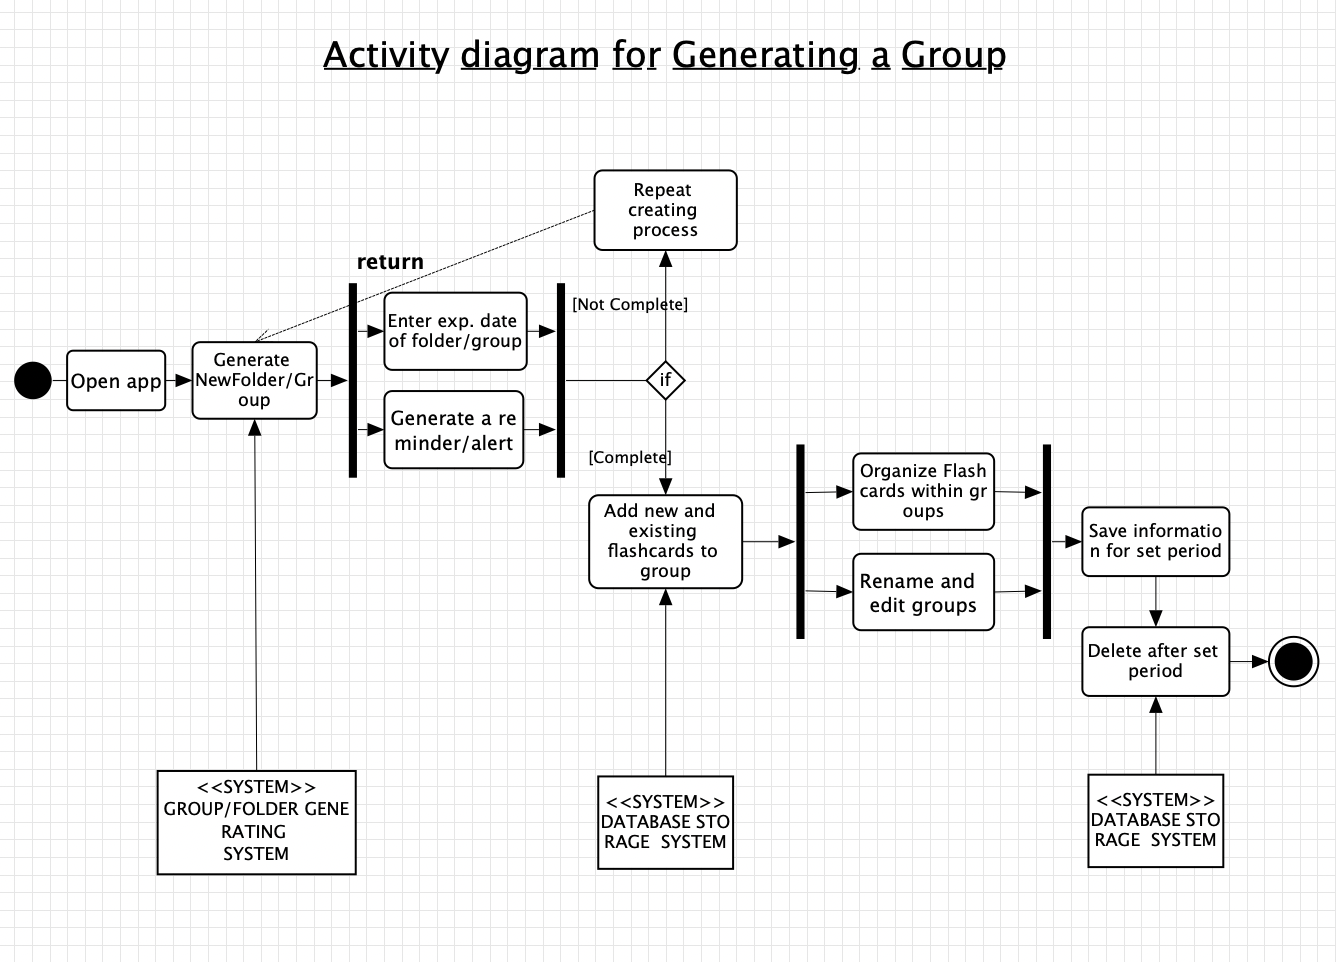 Activity diagram for Generating a Group
Repeat
creating
process
return
[Not Complete]
Enter exp. date
of folder/group
Generate
NewFolder/Gr
oup
Open app
if
Generate a re
minder/alert
[Complete]
Add new and
existing
flashcards to
group
Organize Flash
cards within gr
oups
Rename and
edit groups
Save informatio
n for set period
Delete after set
period
<<SYSTEM>>
GROUP/FOLDER GENE
RATING
SYSTEM
<<SYSTEM>>
DATABASE STO
RAGE SYSTEM
<<SYSTEM>>
DATABASE STO
RAGE SYSTEM